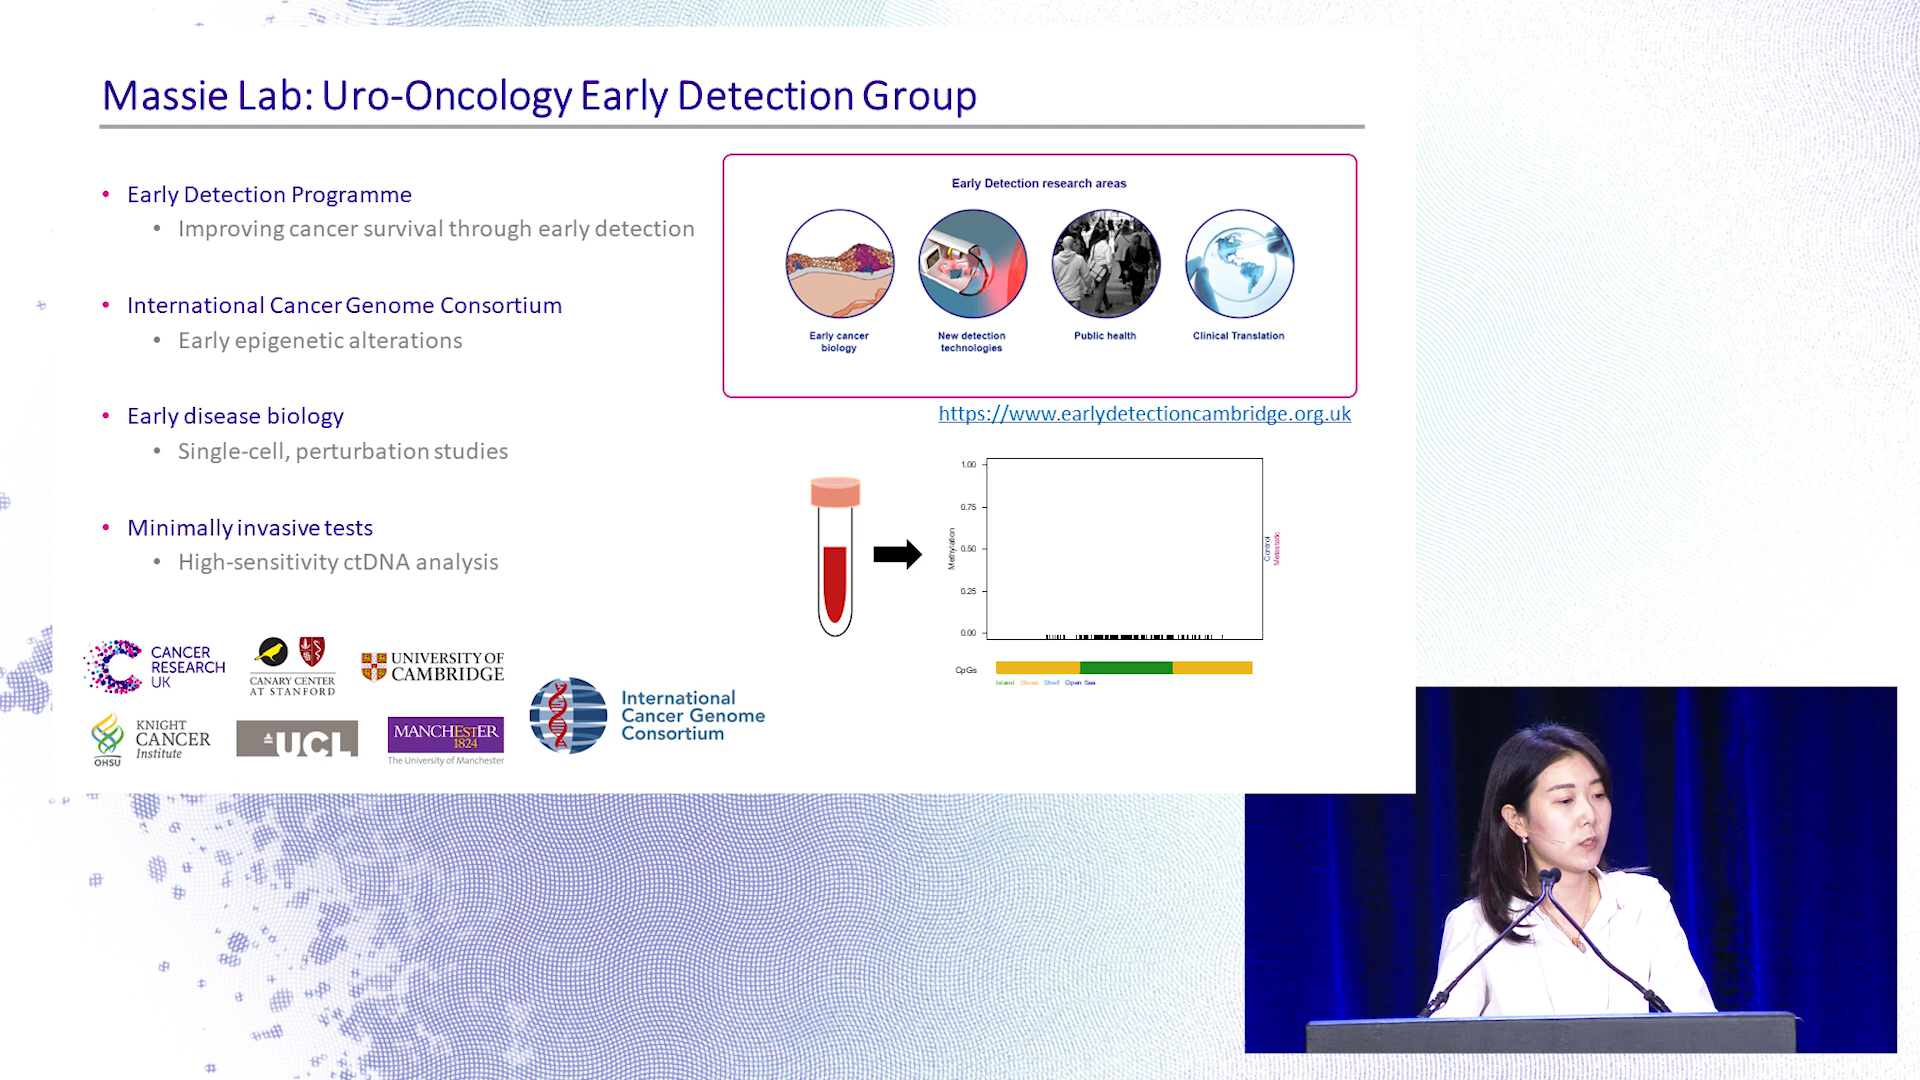 Massie Lab: Uro-Oncology Early Detection Group
• Early Detection Programme
• Improving cancer survival through early detection
• International Cancer Genome Consortium
• Early epigenetic alterations
• Early disease biology
• Single-cell, perturbation studies
• Minimally invasive tests
• High-sensitivity ctDNA analysis
Early Detection research areas
Early cancer
biology
New detection
technologies
Public health
Clinical Translation
https://www.earlydetectioncambridge.org.uk
1.00
0.75
0.50
0.25
0.00
Methylation
Control
Metastatic
CpGs
Island Shore Shelf Open Sea
CANCER
RESEARCH
UK
CANARY CENTER
AT STANFORD
UNIVERSITY OF
CAMBRIDGE
OHSU
KNIGHT
CANCER
Institute
UCL
MANCHESTER
1824
The University of Manchester
International
Cancer Genome
Consortium